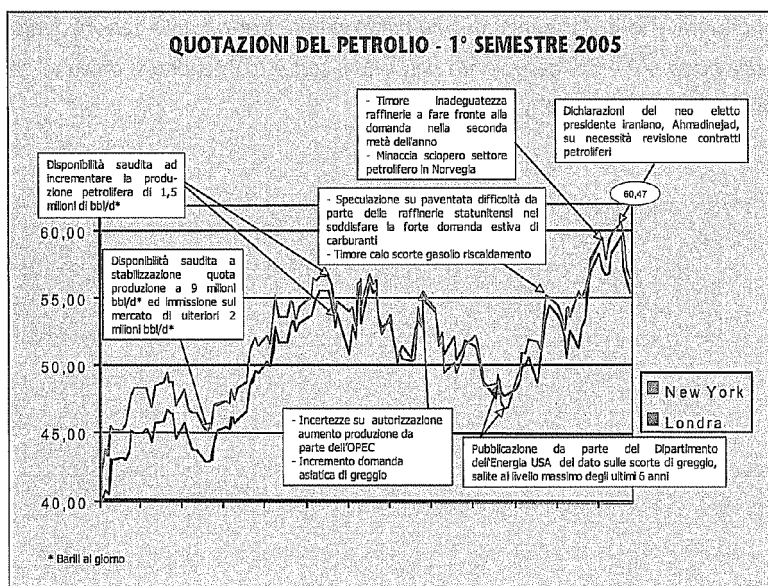 QUOTAZIONI DEL PETROLIO - 1° SEMESTRE 2005
- Timore inadeguatezza
raffinerie a fare fronte alla
domanda nella seconda
metà dell'anno
- Minaccia sciopero settore
petrolifero in Norvegia
Dichiarazioni del neo eletto
presidente iraniano, Ahmadinejad,
su necessità revisione contratti
petroliferi
60,47
Disponibilità saudita ad
incrementare la produ-
zione petrolifera di 1,5
milioni di bbl/d*
- Speculazione su paventata difficoltà da
parte delle raffinerie statunitensi nel
soddisfare la forte domanda estiva di
carburanti
- Timore calo scorte gasolio riscaldamento
Disponibilità saudita a
stabilizzazione quota
produzione a 9 milioni
bbl/d* ed immissione sul
mercato di ulteriori 2
milioni bbl/d*
60,00
55,00
50,00
45,00
40,00
New York
Londra
- Incertezze su autorizzazione
aumento produzione da
parte dell'OPEC
- Incremento domanda
asiatica di greggio
Pubblicazione da parte del Dipartimento
dell'Energia USA del dato sulle scorte di greggio,
salite al livello massimo degli ultimi 6 anni
* Barili al giorno